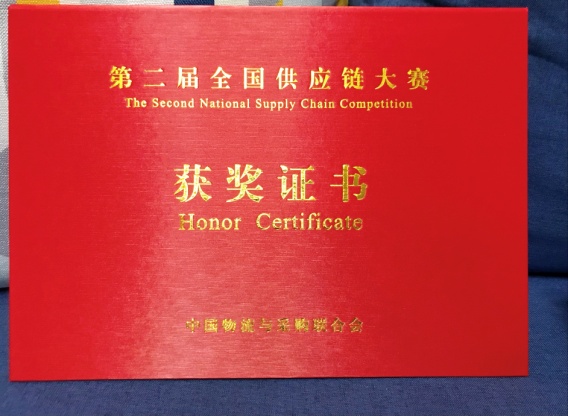 第二届全国供应链大赛
The Second National Supply Chain Competition
获奖证书
Honor Certificate
中国物流与采购联合会